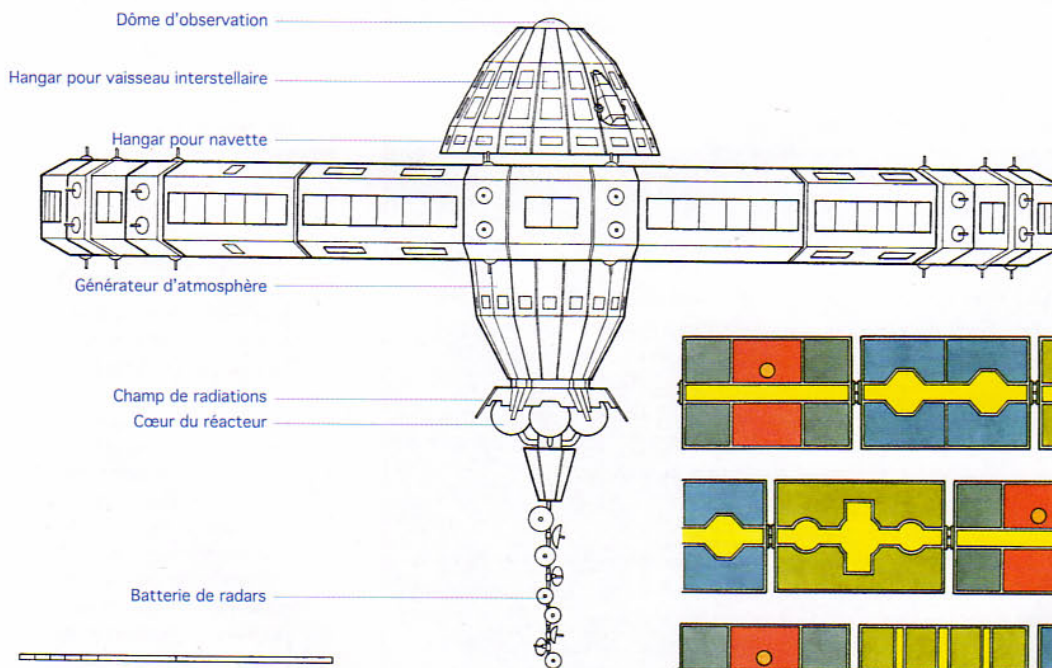 Dôme d'observation
Hangar pour vaisseau interstellaire
Hangar pour navette
Générateur d'atmosphère
Champ de radiations
Cœur du réacteur
Batterie de radars